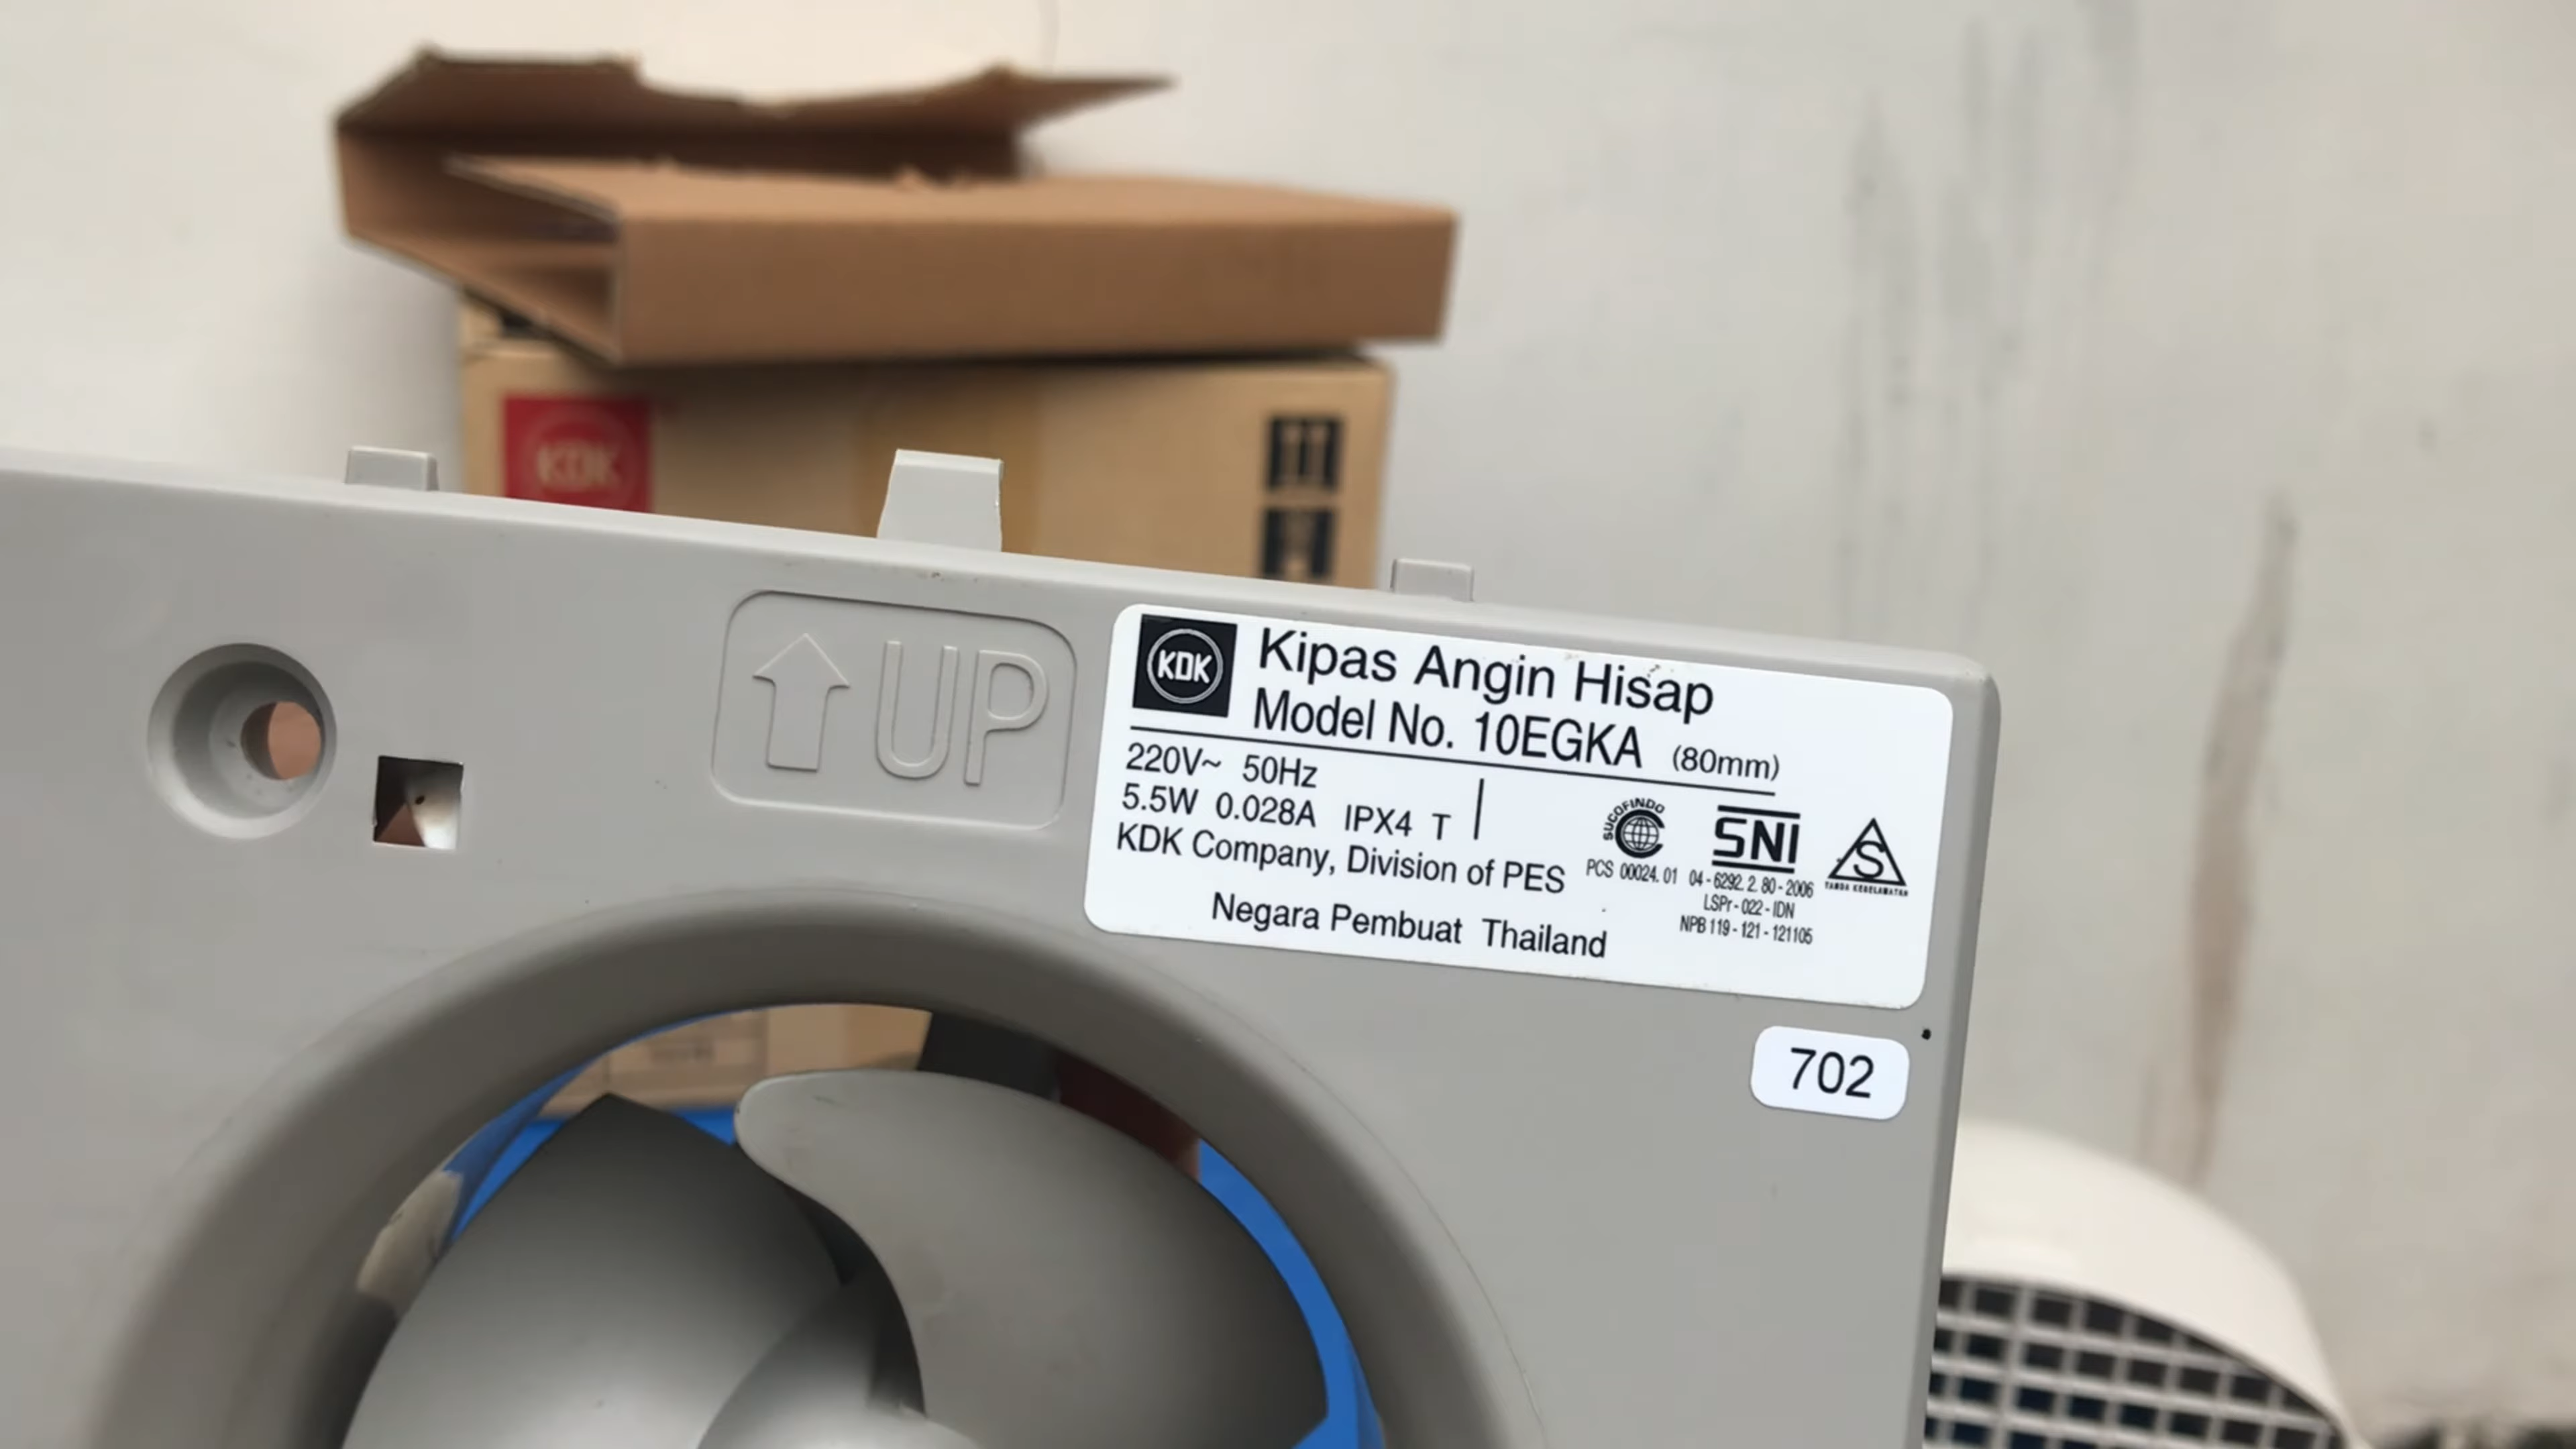 KDK
UP
KDK
Kipas Angin Hisap
Model No. 10EGKA (80mm)
220V~ 50Hz
5.5W 0.028A IPX4 T
KDK Company, Division of PES
Negara Pembuat Thailand
SUCOFINDO
PCS 00024.01
SNI
04-6292.2.80-2006
LSPr-022-IDN
NPB 119-121-121105
S
TANDA KESELAMATAN
702